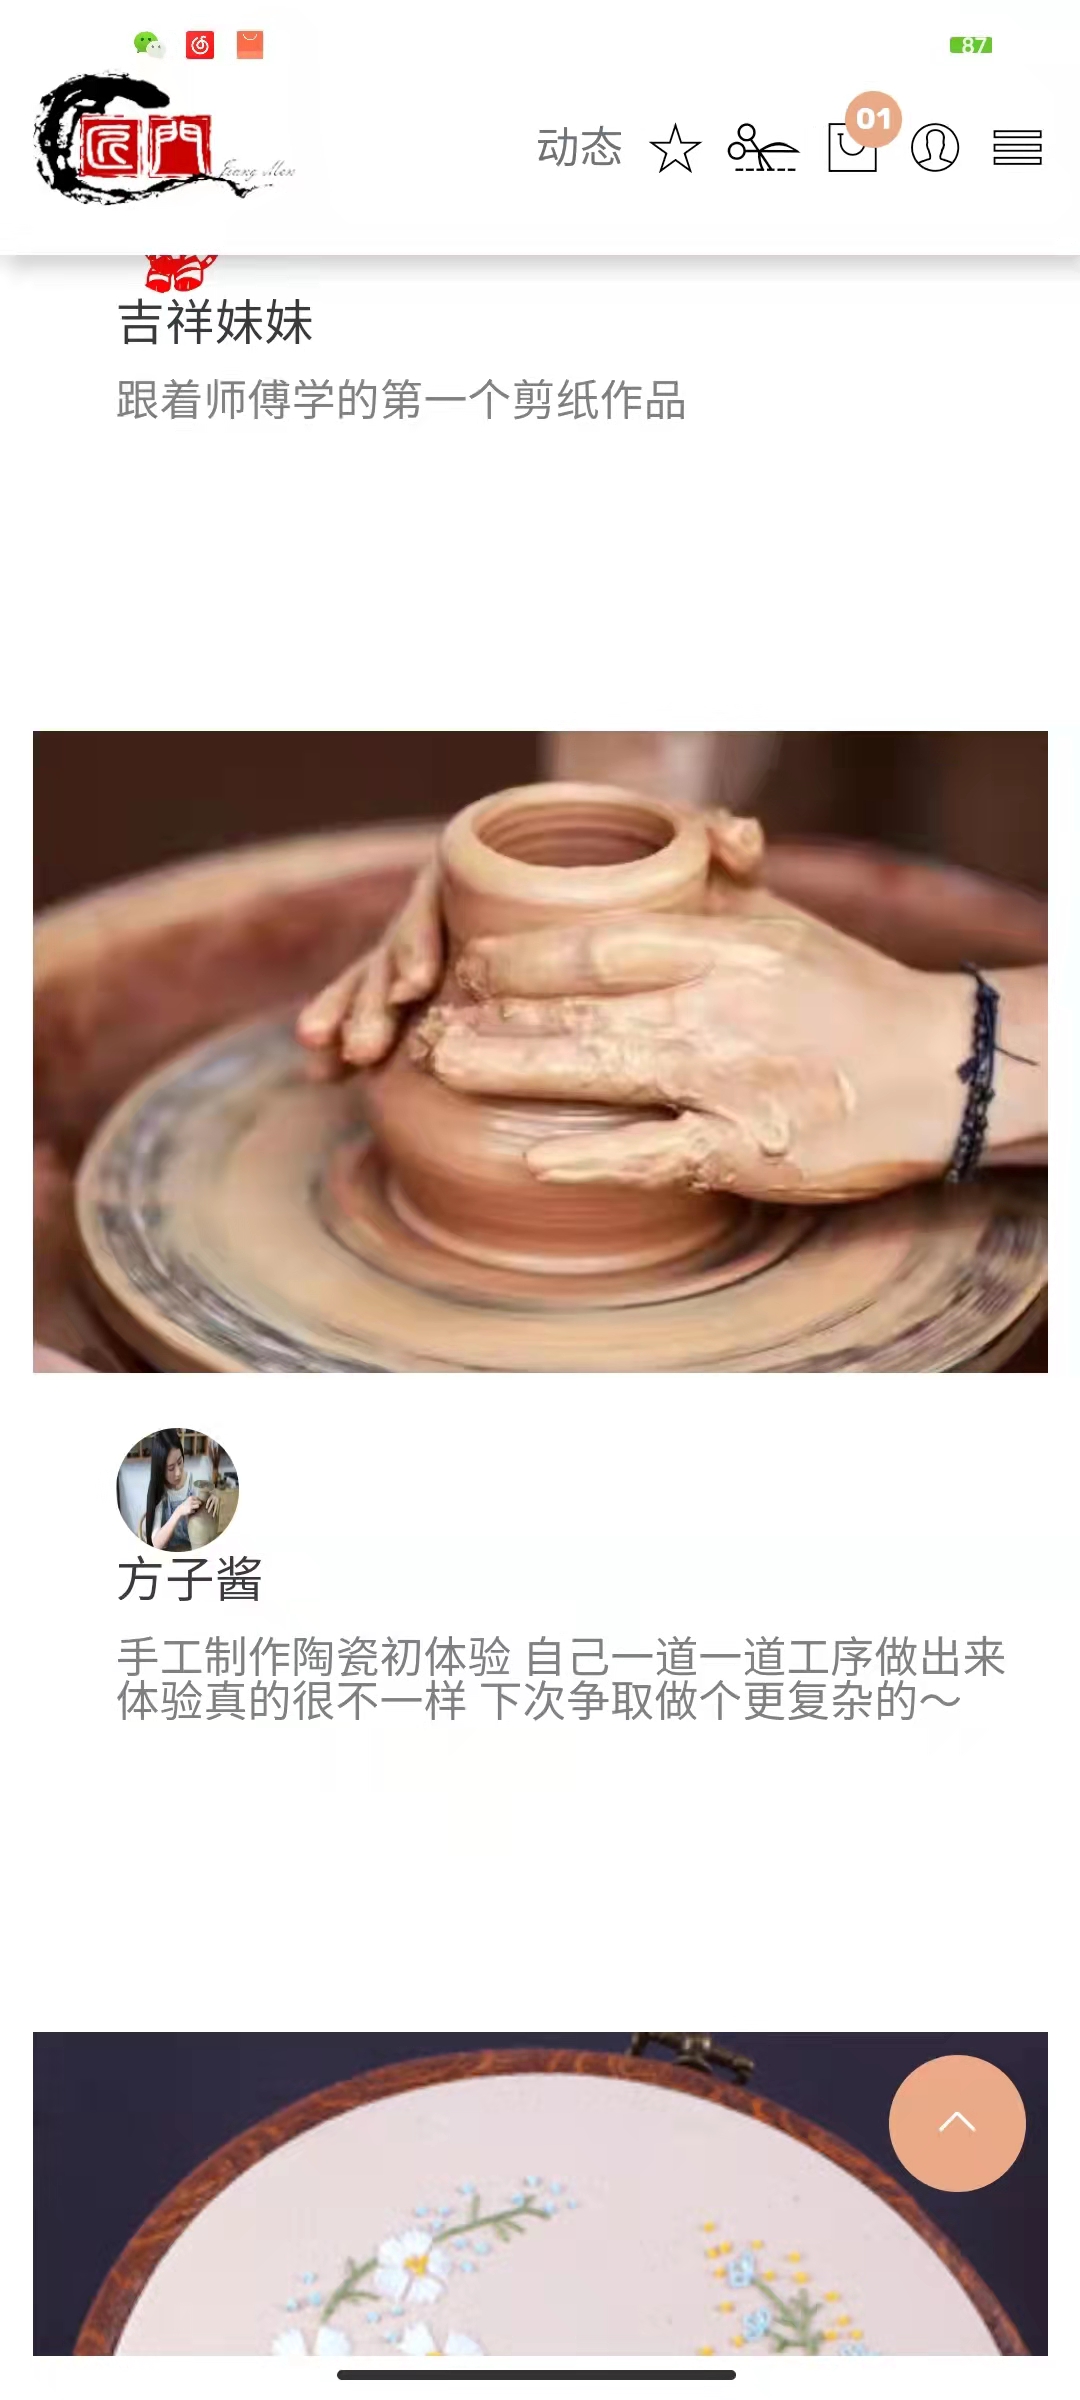 87
匠門
Jiang Men
动态
01
吉祥妹妹
跟着师傅学的第一个剪纸作品
方子酱
手工制作陶瓷初体验 自己一道一道工序做出来
体验真的很不一样 下次争取做个更复杂的~